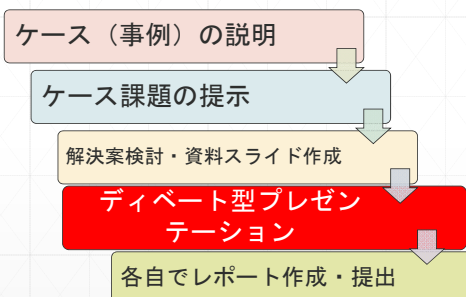 ケース（事例）の説明
ケース課題の提示
解決案検討・資料スライド作成
ディベート型プレゼン
テーション
各自でレポート作成・提出